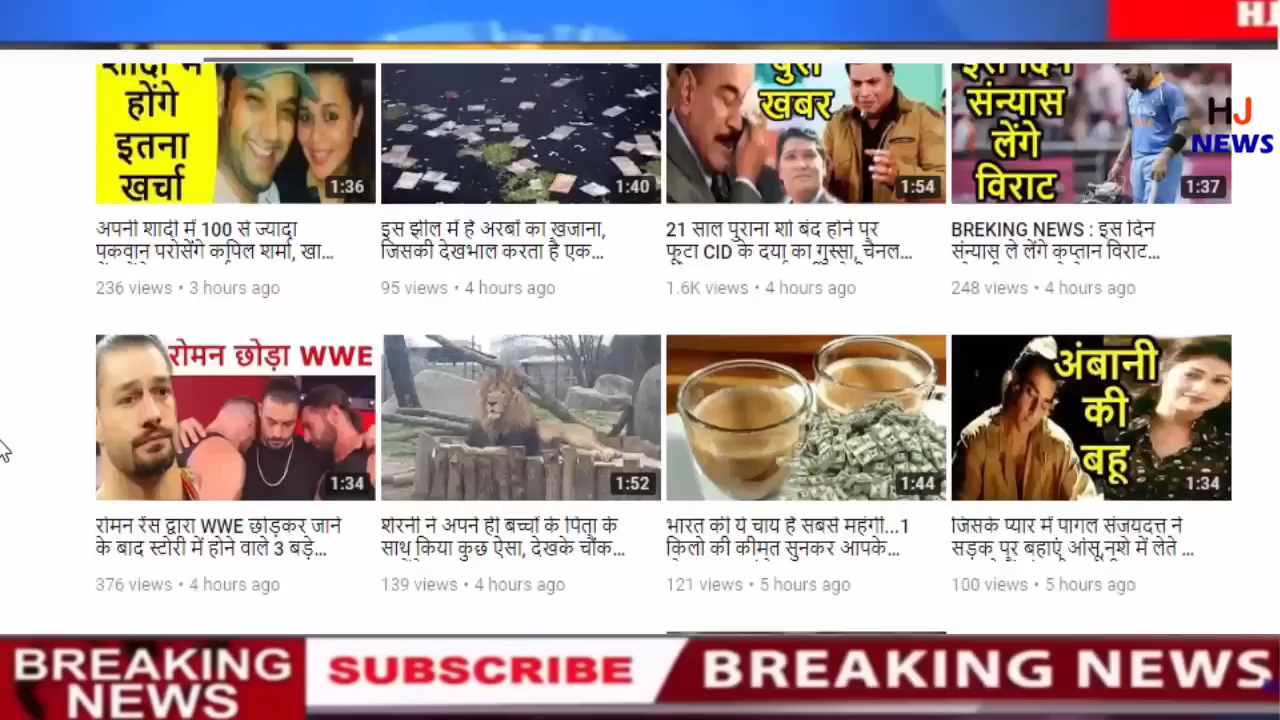 HJ
शादी में
होंगे
इतना
खर्चा
1:36
1:40
पुरी
खबर
1:54
इस दिन
संन्यास
लेंगे
विराट
1:37
HJ
NEWS
अपनी शादी में 100 से ज्यादा
पकवान परोसेंगे कपिल शर्मा, खा...
236 views • 3 hours ago
इस झील में है अरबों का खजाना,
जिसकी देखभाल करता है एक...
95 views • 4 hours ago
21 साल पुराना शो बंद होने पर
फूटा CID के दया का गुस्सा, चैनल...
1.6K views • 4 hours ago
BREKING NEWS : इस दिन
संन्यास ले लेंगे कप्तान विराट...
248 views • 4 hours ago
रोमन छोड़ा WWE
1:34
1:52
1:44
अंबानी
की
बहू
1:34
रोमन रेंस द्वारा WWE छोड़कर जाने
के बाद स्टोरी में होने वाले 3 बड़े...
376 views • 4 hours ago
शेरनी ने अपने ही बच्चों के पिता के
साथ किया कुछ ऐसा, देखके चौंक...
139 views • 4 hours ago
भारत की ये चाय है सबसे महंगी...1
किलो की कीमत सुनकर आपके...
121 views • 5 hours ago
जिसके प्यार में पागल संजयदत्त ने
सड़क पर बहाएं आंसू,नशे में लेते ...
100 views • 5 hours ago
BREAKING
NEWS
SUBSCRIBE
BREAKING NEWS